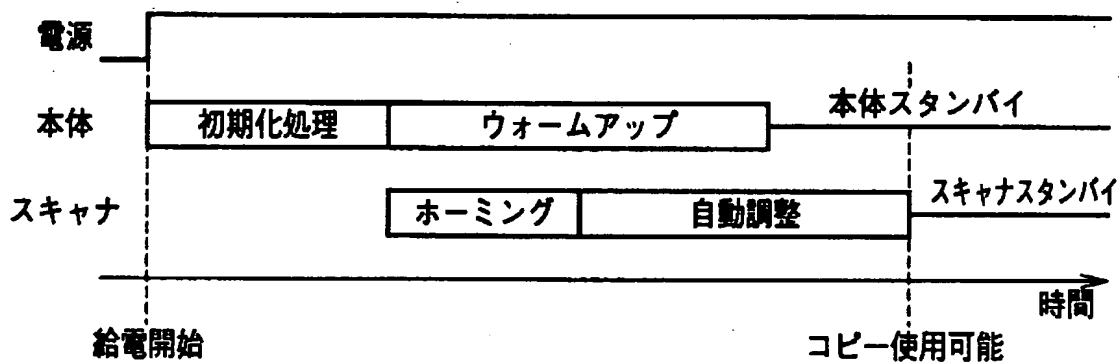 電源
本体
初期化処理
ウォームアップ
本体スタンバイ
スキャナ
ホーミング
自動調整
スキャナスタンバイ
時間
給電開始
コピー使用可能